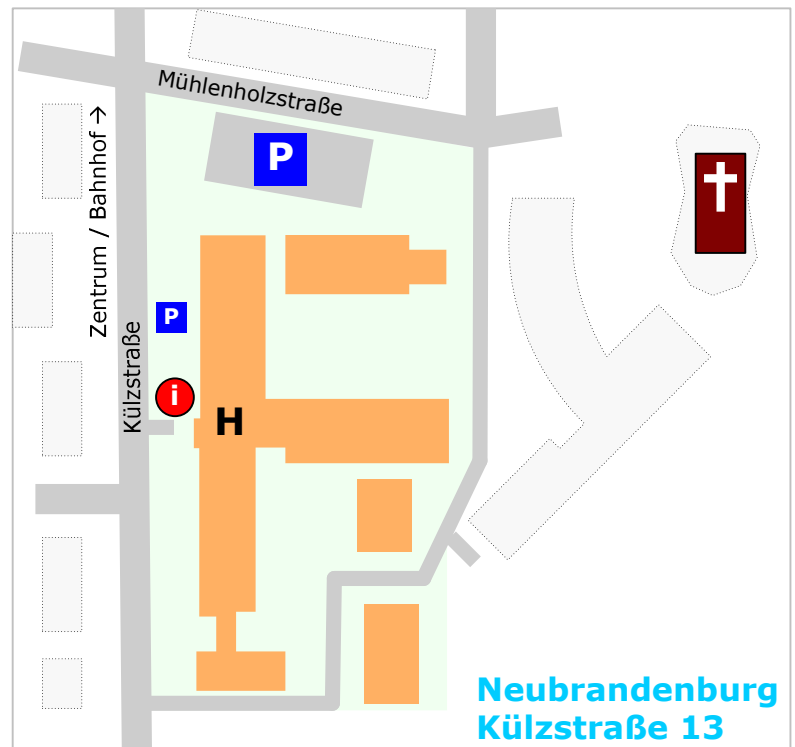 Mühlenholzstraße
P
Zentrum / Bahnhof →
P
Külzstraße
i
H
Neubrandenburg
Külzstraße 13